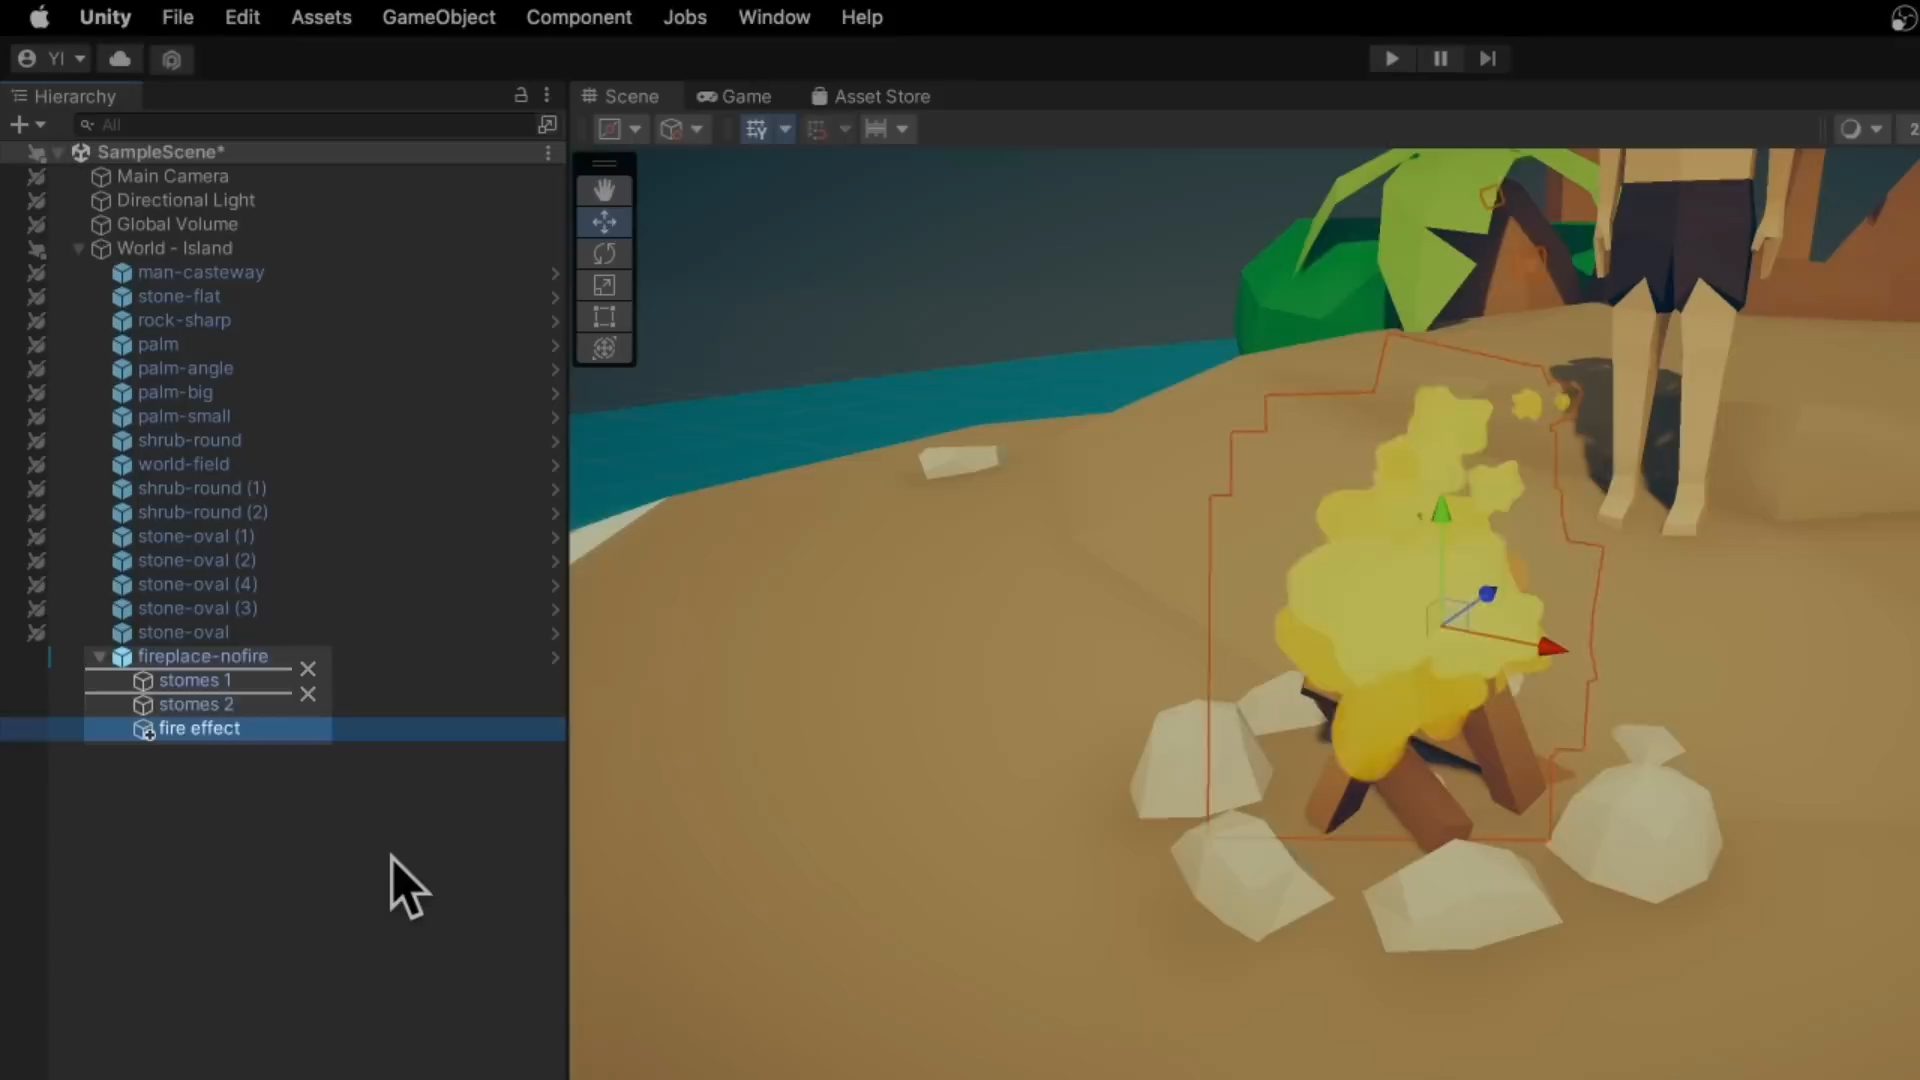 Unity File Edit Assets GameObject Component Jobs Window Help
YI
Hierarchy
Scene Game Asset Store
All
2
SampleScene*
Main Camera
Directional Light
Global Volume
World - Island
man-casteway
stone-flat
rock-sharp
palm
palm-angle
palm-big
palm-small
shrub-round
world-field
shrub-round (1)
shrub-round (2)
stone-oval (1)
stone-oval (2)
stone-oval (4)
stone-oval (3)
stone-oval
fireplace-nofire
stomes 1
stomes 2
fire effect